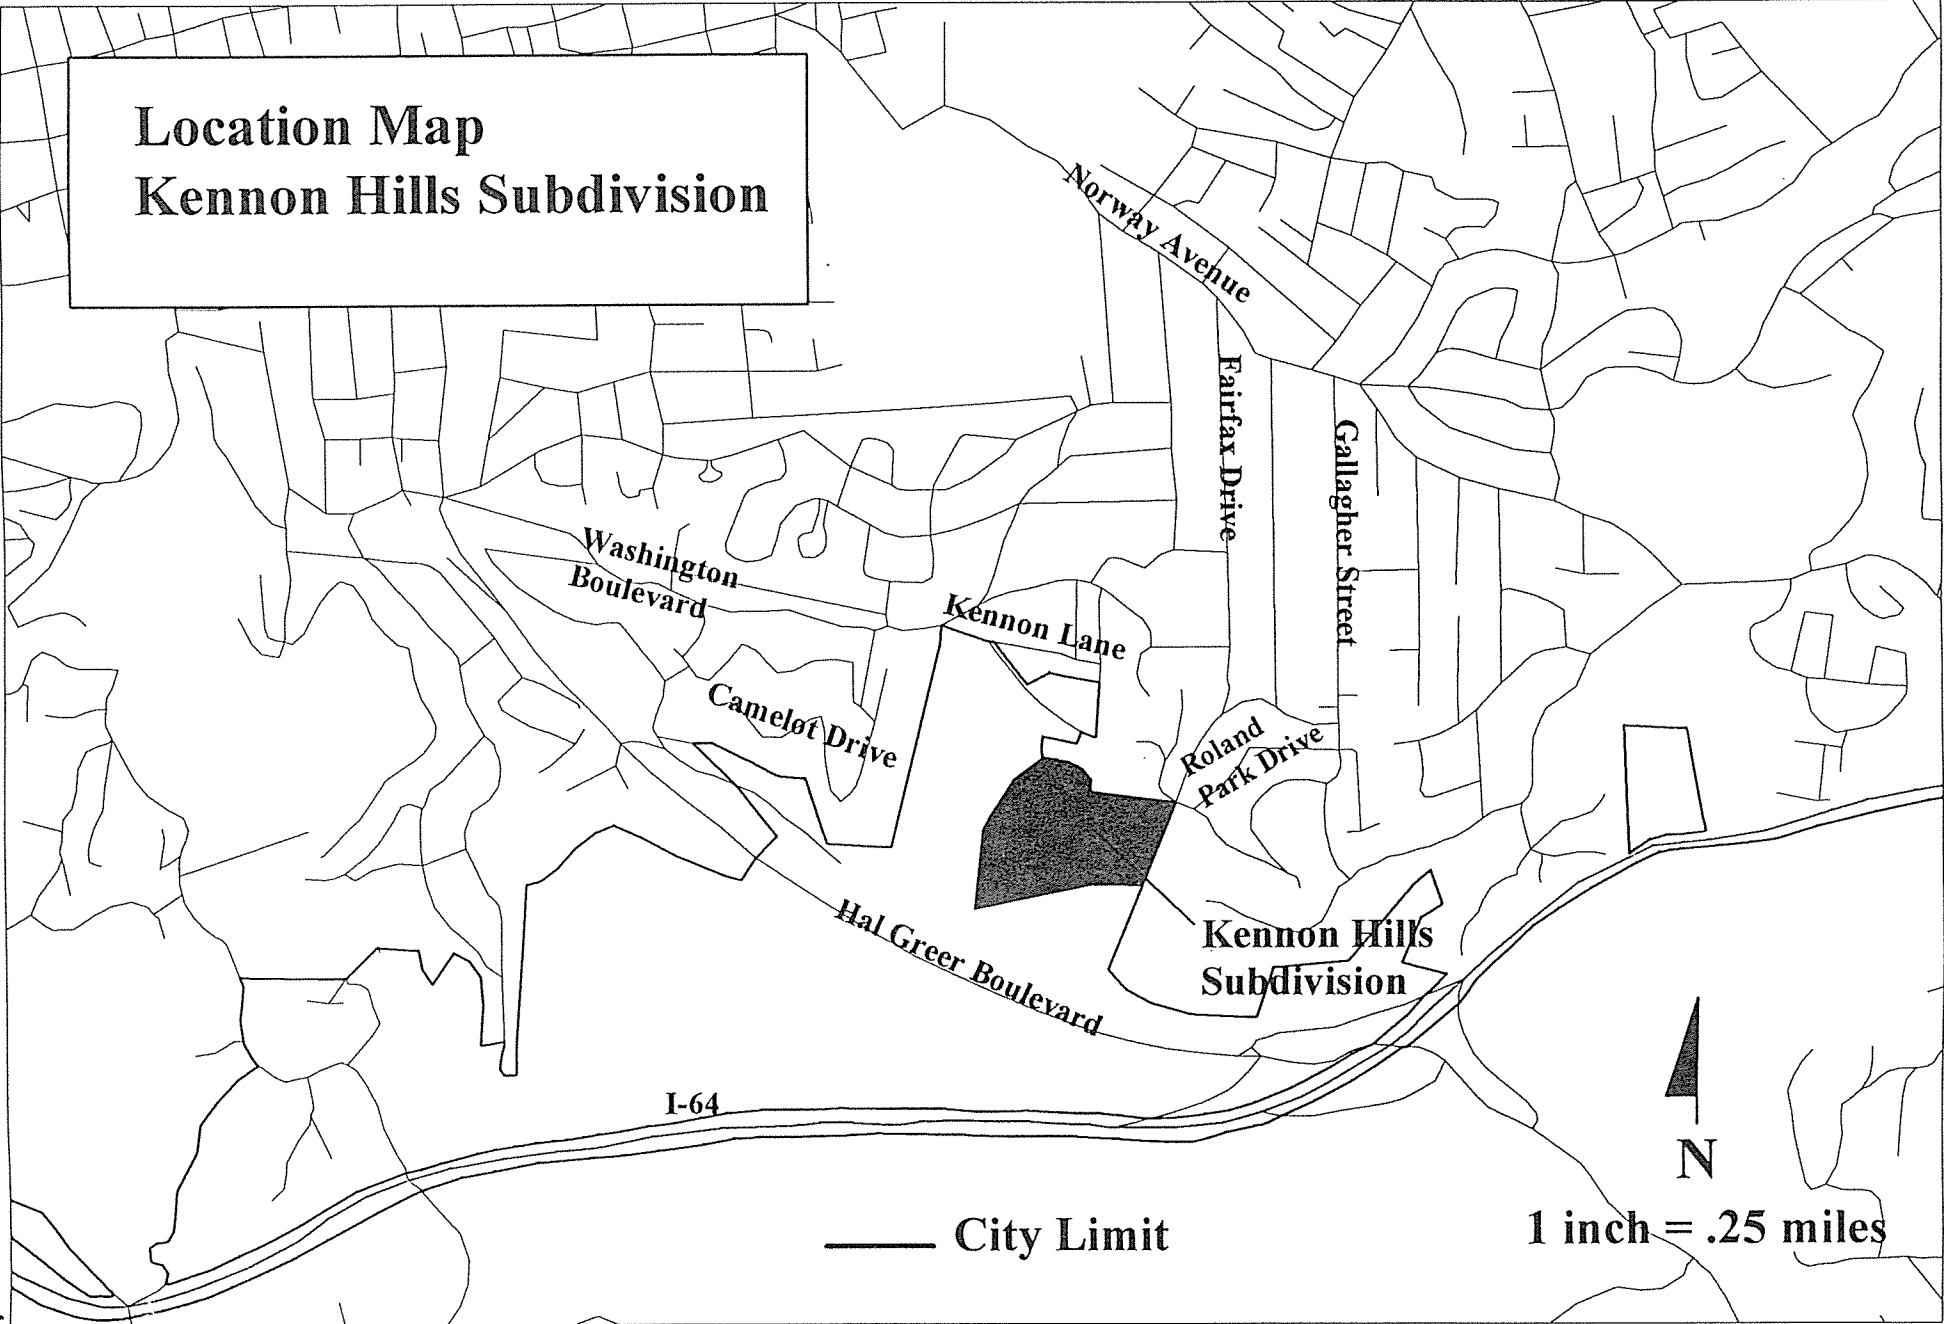 Location Map
Kennon Hills Subdivision
Norway Avenue
Fairfax Drive
Gallagher Street
Washington
Boulevard
Kennon Lane
Camelot Drive
Roland
Park Drive
Hal Greer Boulevard
Kennon Hills
Subdivision
I-64
N
City Limit
1 inch = .25 miles